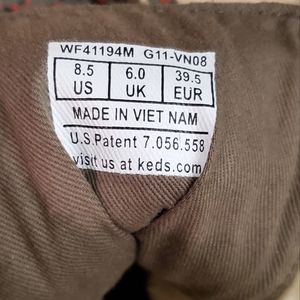 WF41194M G11-VN08
8.5 6.0 39.5
US UK EUR
MADE IN VIET NAM
U.S.Patent 7.056.558
visit us at keds.com